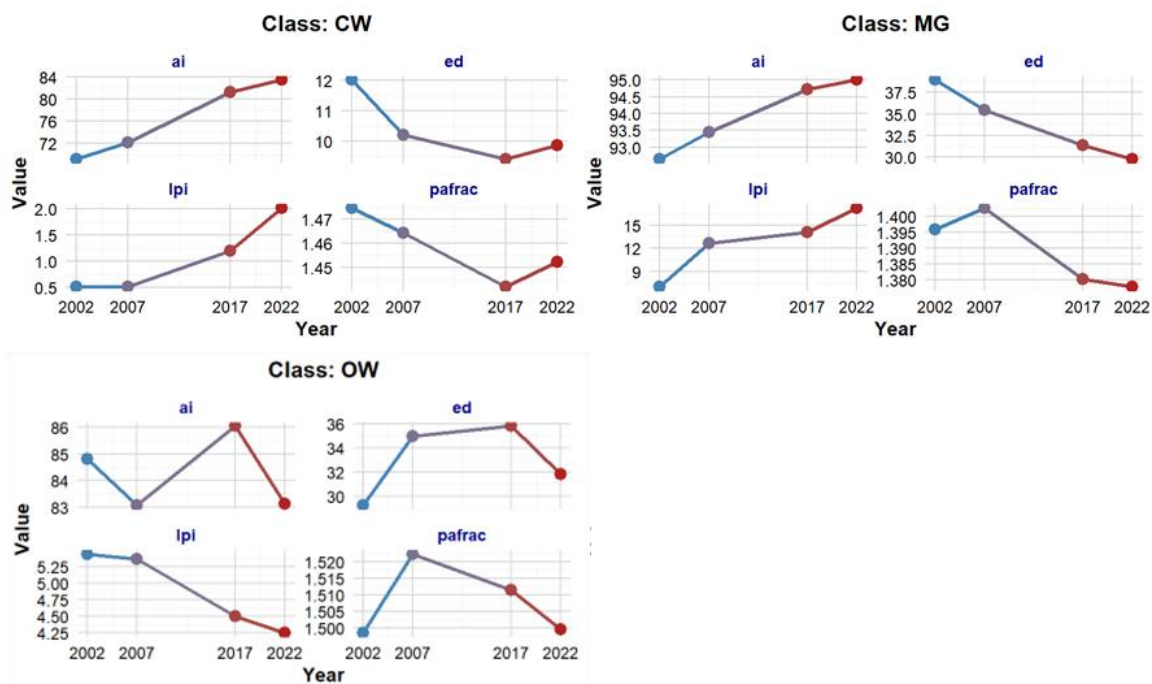 Class: CW
ai ed
84
80
76
72
12
11
10
Value
lpi pafrac
2.0
1.5
1.0
0.5
1.47
1.46
1.45
2002 2007 2017 2022 2002 2007 2017 2022
Year
Class: MG
ai ed
95.0
94.5
94.0
93.5
93.0
37.5
35.0
32.5
30.0
Value
lpi pafrac
15
12
9
1.400
1.395
1.390
1.385
1.380
2002 2007 2017 2022 2002 2007 2017 2022
Year
Class: OW
ai ed
86
85
84
83
36
34
32
30
Value
lpi pafrac
5.25
5.00
4.75
4.50
4.25
1.520
1.515
1.510
1.505
1.500
2002 2007 2017 2022 2002 2007 2017 2022
Year